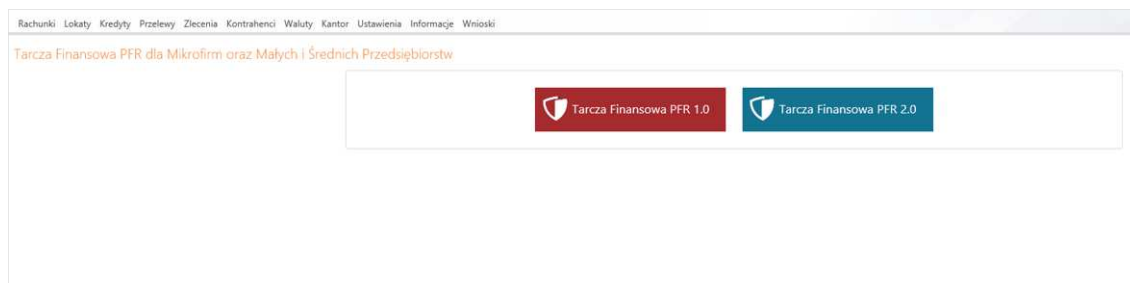 Rachunki Lokaty Kredyty Przelewy Zlecenia Kontrahenci Waluty Kantor Ustawienia Informacje Wnioski
Tarcza Finansowa PFR dla Mikrofirm oraz Małych i Średnich Przedsiębiorstw
Tarcza Finansowa PFR 1.0 Tarcza Finansowa PFR 2.0